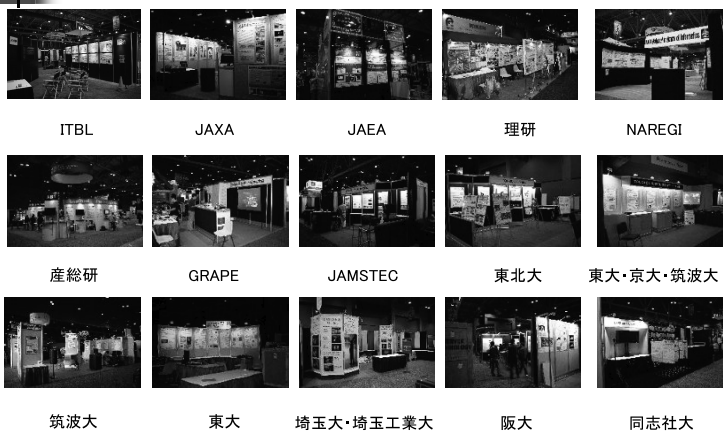 ITBL
JAXA
JAEA
理研
NAREGI
産総研
GRAPE
JAMSTEC
東北大
東大・京大・筑波大
筑波大
東大
埼玉大・埼玉工業大
阪大
同志社大